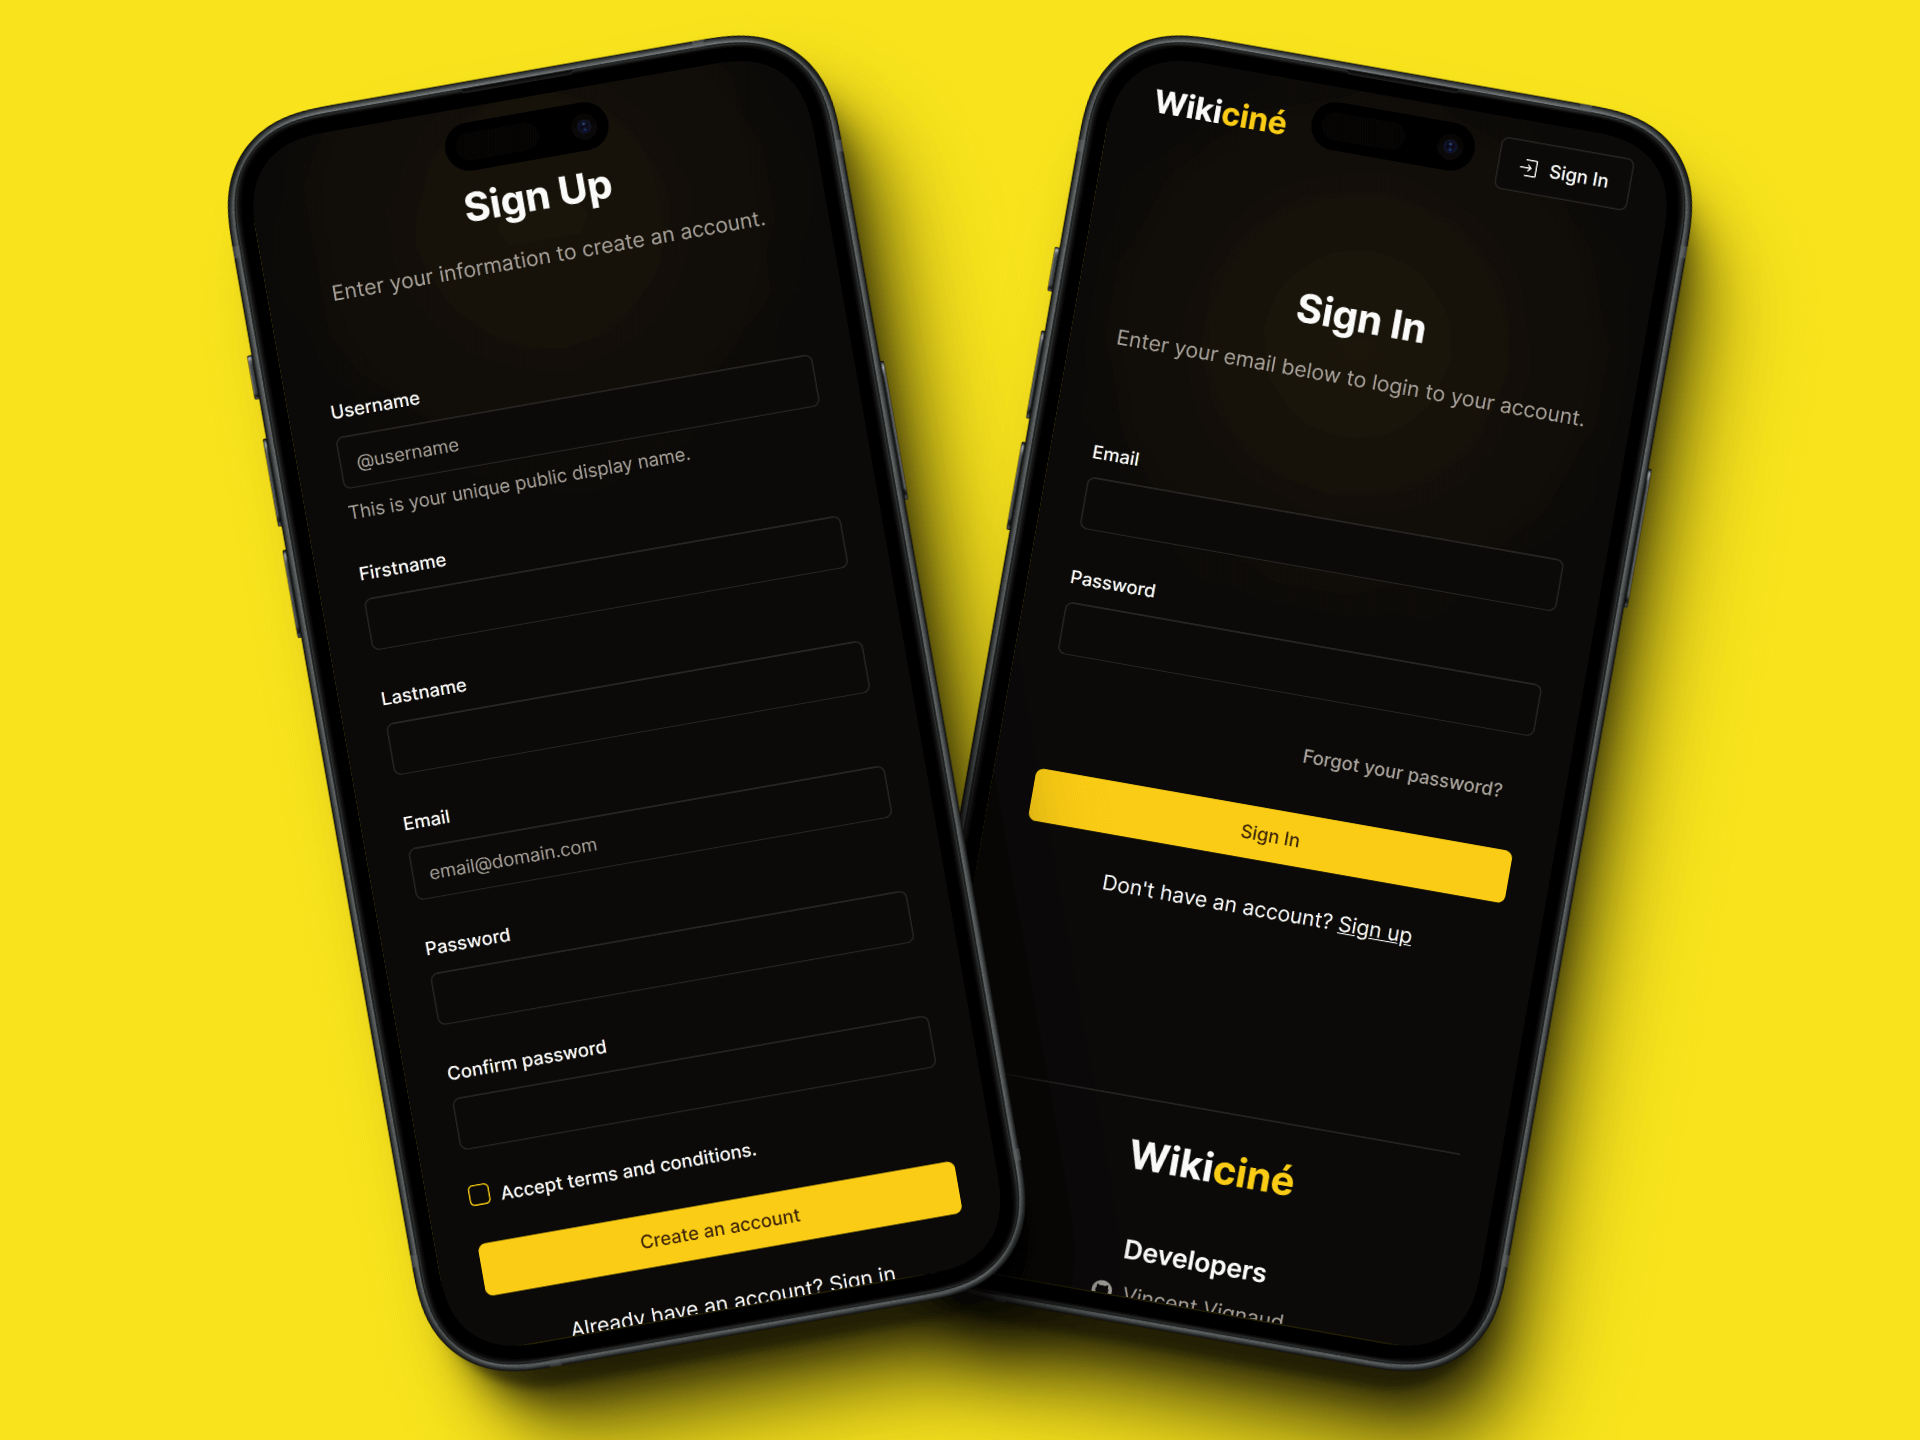 Sign Up
Enter your information to create an account.
Username
@username
This is your unique public display name.
Firstname
Lastname
Email
email@domain.com
Password
Confirm password
Accept terms and conditions.
Create an account
Already have an account? Sign in
Wikiciné
Sign In
Sign In
Enter your email below to login to your account.
Email
Password
Forgot your password?
Sign In
Don't have an account? Sign up
Wikiciné
Developers
Vincent Vignaud